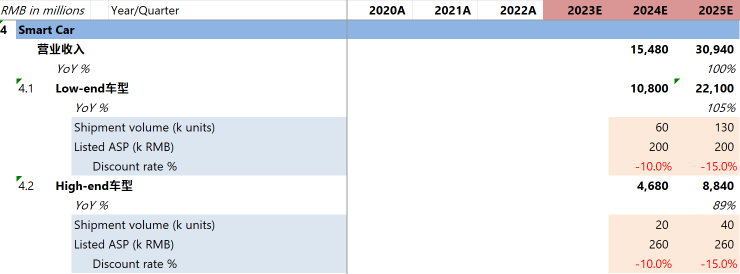 RMB in millions Year/Quarter 2020A 2021A 2022A 2023E 2024E 2025E
4 Smart Car
营业收入 15,480 30,940
YoY % 100%
4.1 Low-end车型 10,800 22,100
YoY % 105%
Shipment volume (k units) 60 130
Listed ASP (k RMB) 200 200
Discount rate % -10.0% -15.0%
4.2 High-end车型 4,680 8,840
YoY % 89%
Shipment volume (k units) 20 40
Listed ASP (k RMB) 260 260
Discount rate % -10.0% -15.0%